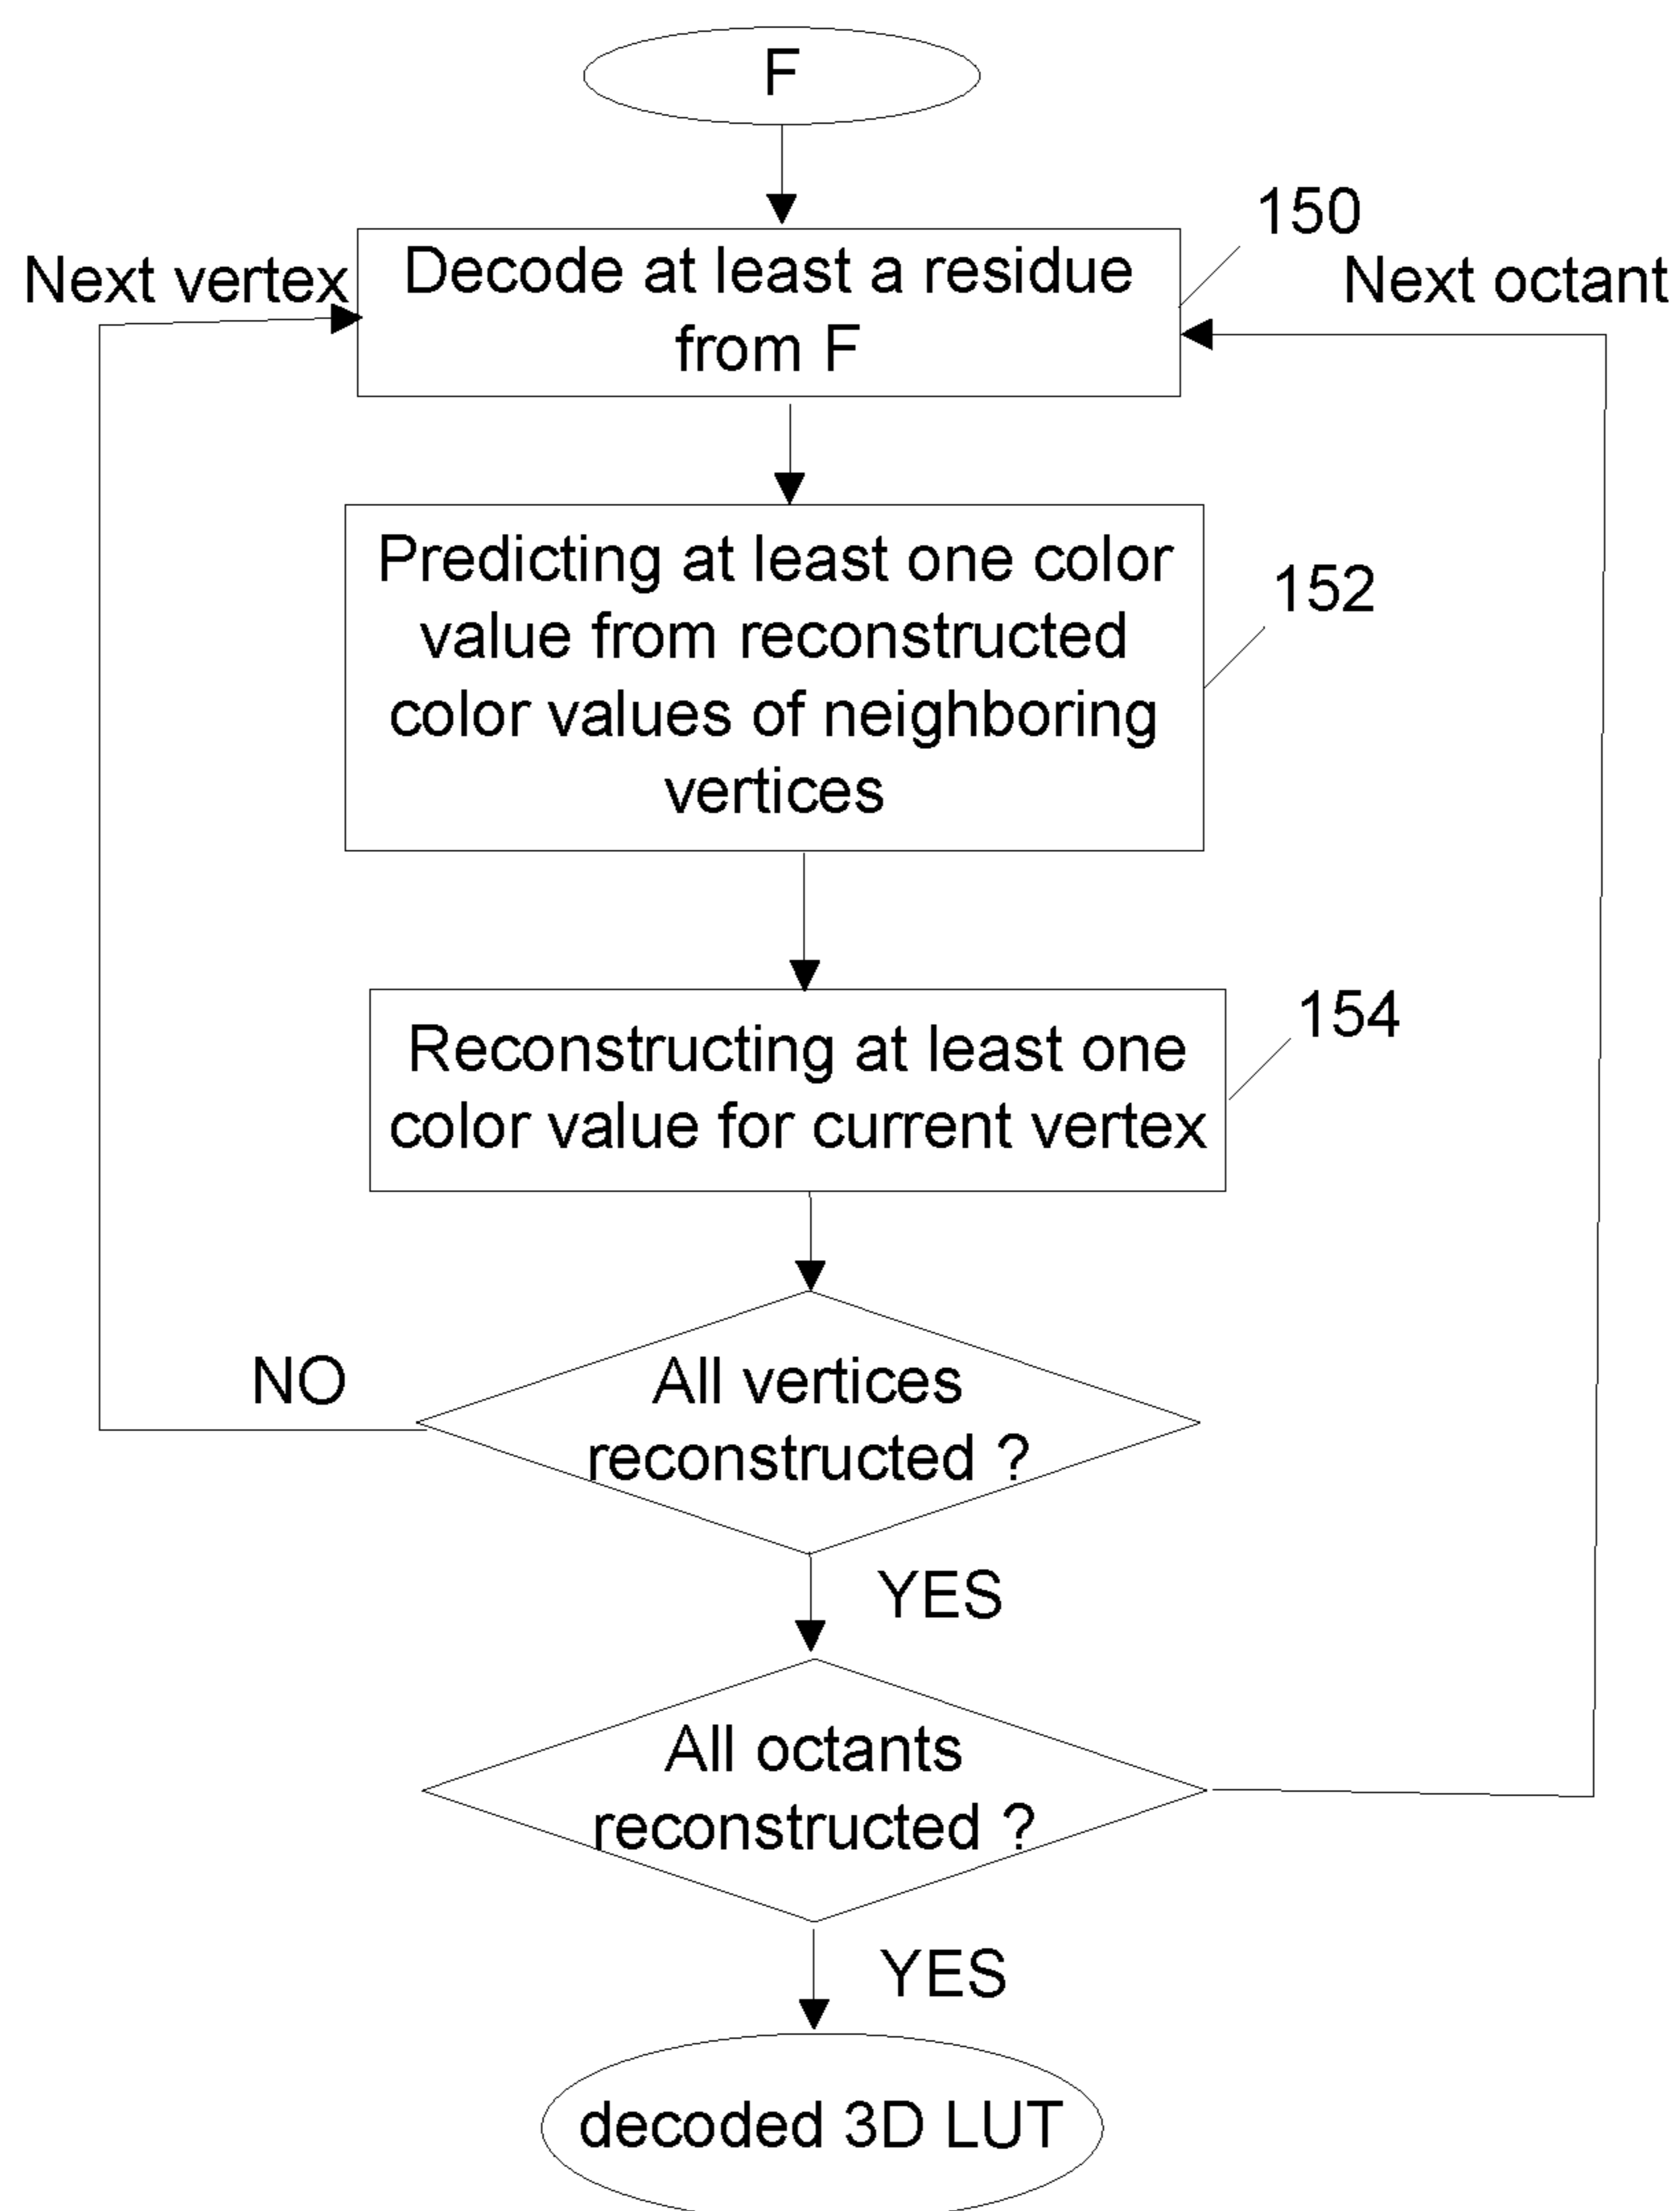 F
150
Next vertex
Decode at least a residue
Next octant
from F
Predicting at least one color
152
value from reconstructed
color values of neighboring
vertices
154
Reconstructing at least one
color value for current vertex
All vertices
NO
reconstructed ?
YES
All octants
reconstructed ?
YES
decoded 3D LUT